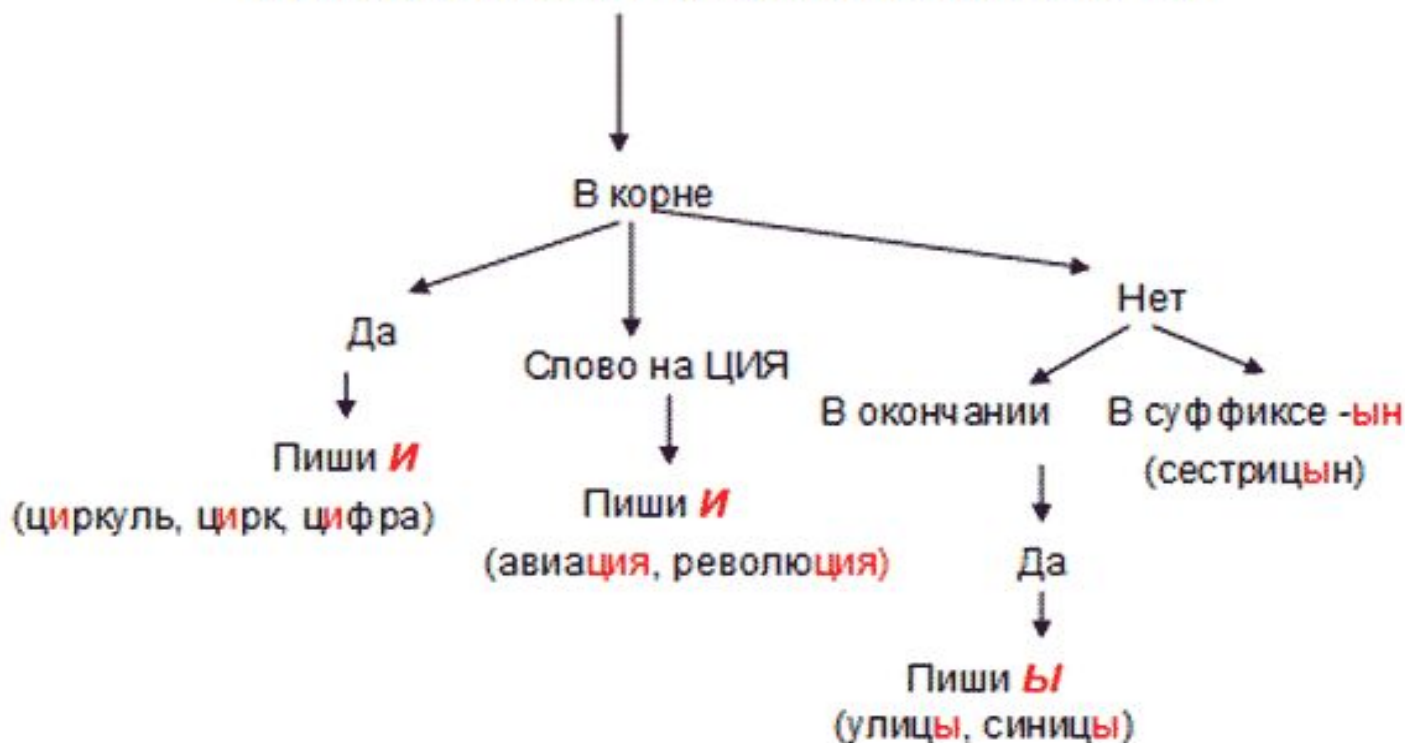 В корне
Да
Слово на ЦИЯ
Нет
В окончании
В суффиксе -ын
(сестрицын)
Пиши И
(циркуль, цирк, цифра)
Пиши И
(авиация, революция)
Да
Пиши Ы
(улицы, синицы)